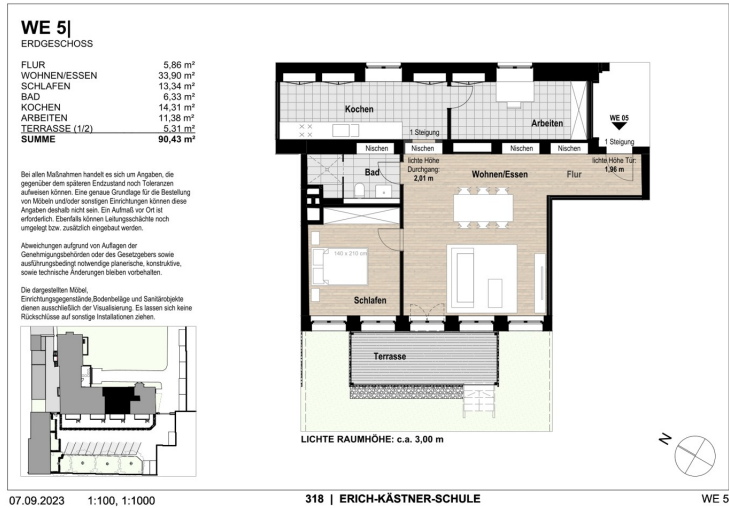 WE 5|
ERDGESCHOSS
FLUR 5,86 m²
WOHNEN/ESSEN 33,90 m²
SCHLAFEN 13,34 m²
BAD 6,33 m²
KOCHEN 14,31 m²
ARBEITEN 11,38 m²
TERRASSE (1/2) 5,31 m²
SUMME 90,43 m²
Bei allen Maßnahmen handelt es sich um Angaben, die
gegenüber dem späteren Endzustand noch Toleranzen
aufweisen können. Eine genaue Grundlage für die Bestellung
von Möbeln und/oder sonstigen Einrichtungen können diese
Angaben deshalb nicht sein. Ein Aufmaß vor Ort ist
erforderlich. Ebenfalls können Leitungsschächte noch
umgelegt bzw. zusätzlich eingebaut werden.
Abweichungen aufgrund von Auflagen der
Genehmigungsbehörden oder des Gesetzgebers sowie
ausführungsbedingt notwendige planerische, konstruktive,
sowie technische Änderungen bleiben vorbehalten.
Die dargestellten Möbel,
Einrichtungsgegenstände,Bodenbeläge und Sanitärobjekte
dienen ausschließlich der Visualisierung. Es lassen sich keine
Rückschlüsse auf sonstige Installationen ziehen.
Kochen
Arbeiten
WE 05
1 Steigung
1 Steigung
Nischen
Nischen
Nischen
Nischen
lichte Höhe
Durchgang:
2,01 m
lichte Höhe Tür:
1,96 m
Bad
Wohnen/Essen
Flur
140 x 210 cm
Schlafen
Terrasse
LICHTE RAUMHÖHE: c.a. 3,00 m
N
07.09.2023 1:100, 1:1000
318 | ERICH-KÄSTNER-SCHULE
WE 5